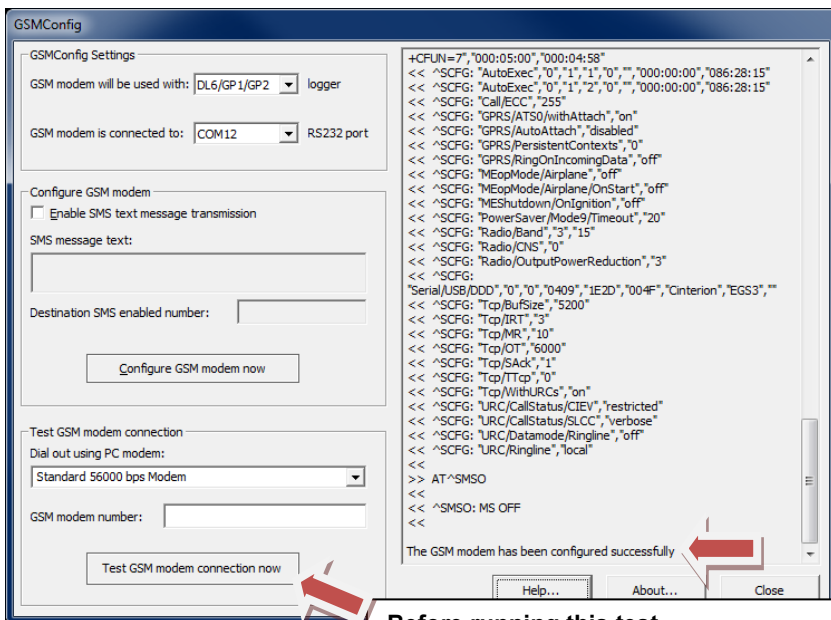 GSMConfig
GSMConfig Settings
GSM modem will be used with: DL6/GP1/GP2 logger
GSM modem is connected to: COM12 RS232 port
Configure GSM modem
Enable SMS text message transmission
SMS message text:
Destination SMS enabled number:
Configure GSM modem now
Test GSM modem connection
Dial out using PC modem:
Standard 56000 bps Modem
GSM modem number:
Test GSM modem connection now
+CFUN=7","000:05:00","000:04:58"
<< ^SCFG: "AutoExec","0","1","1","0","","000:00:00","086:28:15"
<< ^SCFG: "AutoExec","0","1","2","0","","000:00:00","086:28:15"
<< ^SCFG: "Call/ECC","255"
<< ^SCFG: "GPRS/ATS0/withAttach","on"
<< ^SCFG: "GPRS/AutoAttach","disabled"
<< ^SCFG: "GPRS/PersistentContexts","0"
<< ^SCFG: "GPRS/RingOnIncomingData","off"
<< ^SCFG: "MEopMode/Airplane","off"
<< ^SCFG: "MEopMode/Airplane/OnStart","off"
<< ^SCFG: "MEShutdown/OnIgnition","off"
<< ^SCFG: "PowerSaver/Mode9/Timeout","20"
<< ^SCFG: "Radio/Band","3","15"
<< ^SCFG: "Radio/CNS","0"
<< ^SCFG: "Radio/OutputPowerReduction","3"
<< ^SCFG:
"Serial/USB/DDD","0","0","0409","1E2D","004F","Cinterion","EGS3",""
<< ^SCFG: "Tcp/BufSize","5200"
<< ^SCFG: "Tcp/IRT","3"
<< ^SCFG: "Tcp/MR","10"
<< ^SCFG: "Tcp/OT","6000"
<< ^SCFG: "Tcp/SAck","1"
<< ^SCFG: "Tcp/TTcp","0"
<< ^SCFG: "Tcp/WithURCs","on"
<< ^SCFG: "URC/CallStatus/CIEV","restricted"
<< ^SCFG: "URC/CallStatus/SLCC","verbose"
<< ^SCFG: "URC/Datamode/Ringline","off"
<< ^SCFG: "URC/Ringline","local"
<<
>> AT^SMSO
<<
<< ^SMSO: MS OFF
<<
The GSM modem has been configured successfully
Help... About... Close
Before running this test